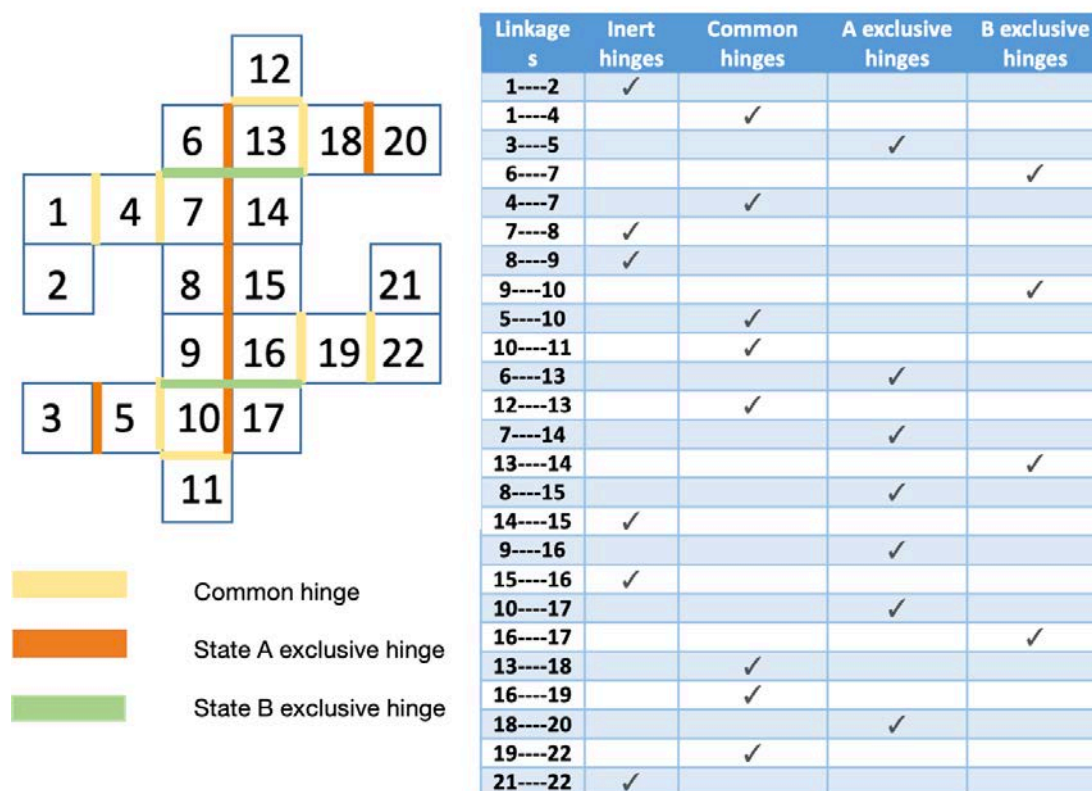 12
6 13 18 20
1 4 7 14
2 8 15 21
9 16 19 22
3 5 10 17
11
Common hinge
State A exclusive hinge
State B exclusive hinge
Linkage Inert Common A exclusive B exclusive
s hinges hinges hinges hinges
1----2 ✓
1----4 ✓
3----5 ✓
6----7 ✓
4----7 ✓
7----8 ✓
8----9 ✓
9----10 ✓
5----10 ✓
10----11 ✓
6----13 ✓
12----13 ✓
7----14 ✓
13----14 ✓
8----15 ✓
14----15 ✓
9----16 ✓
15----16 ✓
10----17 ✓
16----17 ✓
13----18 ✓
16----19 ✓
18----20 ✓
19----22 ✓
21----22 ✓